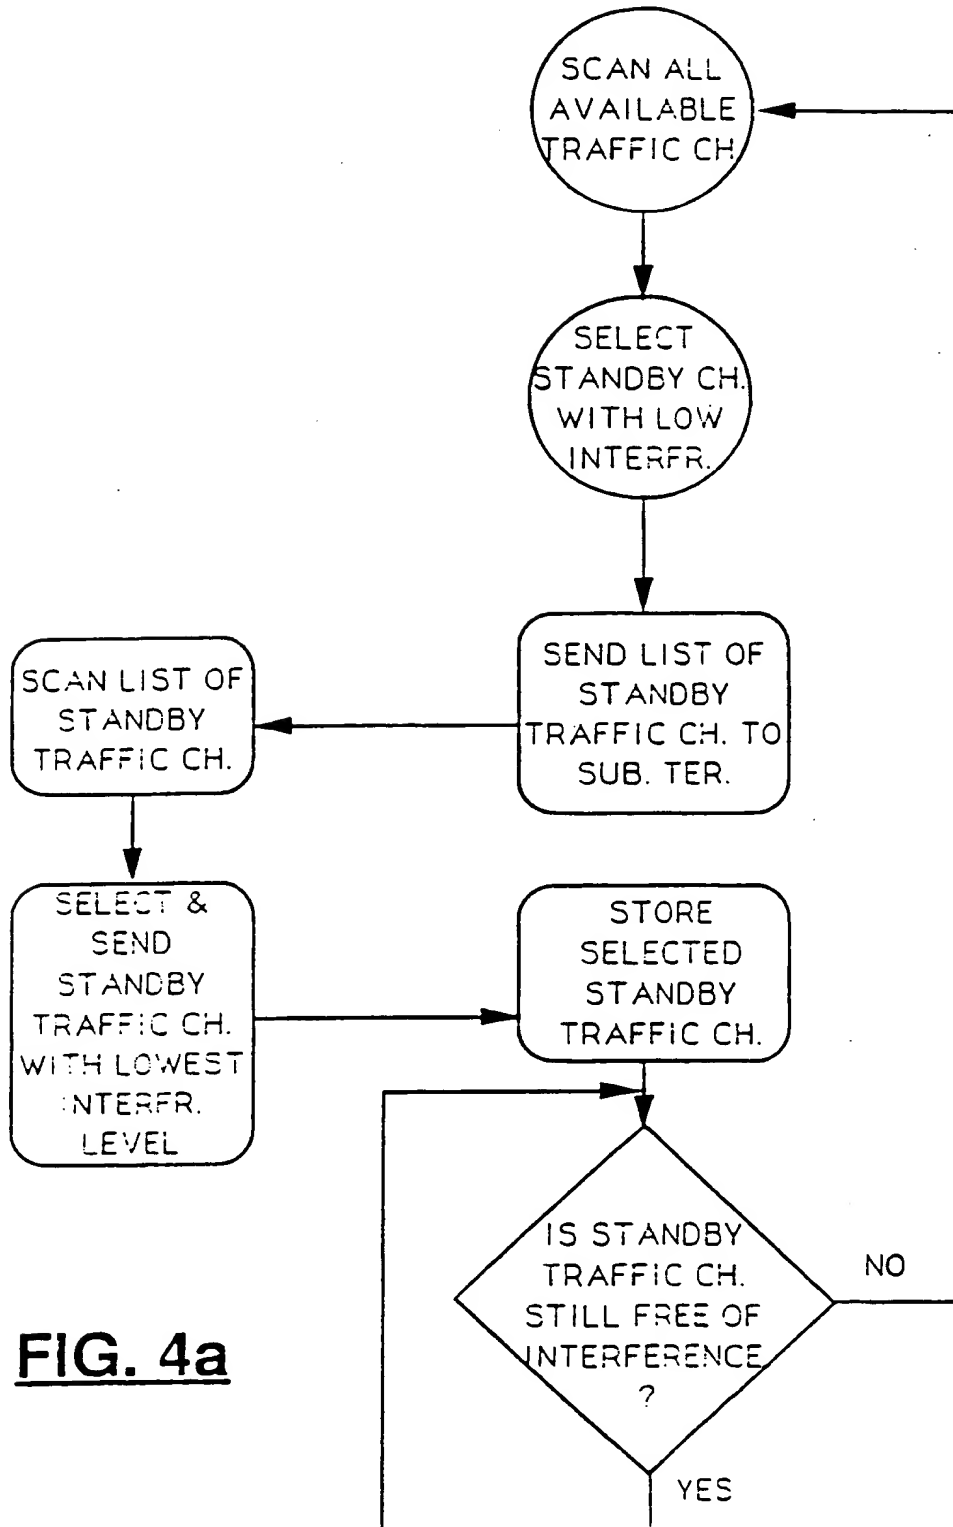 SCAN ALL
AVAILABLE
TRAFFIC CH.
SELECT
STANDBY CH.
WITH LOW
INTERFR.
SEND LIST OF
STANDBY
TRAFFIC CH. TO
SUB. TER.
SCAN LIST OF
STANDBY
TRAFFIC CH.
SELECT &
SEND
STANDBY
TRAFFIC CH.
WITH LOWEST
INTERFR.
LEVEL
STORE
SELECTED
STANDBY
TRAFFIC CH.
IS STANDBY
TRAFFIC CH.
STILL FREE OF
INTERFERENCE
?
NO
YES
FIG. 4a